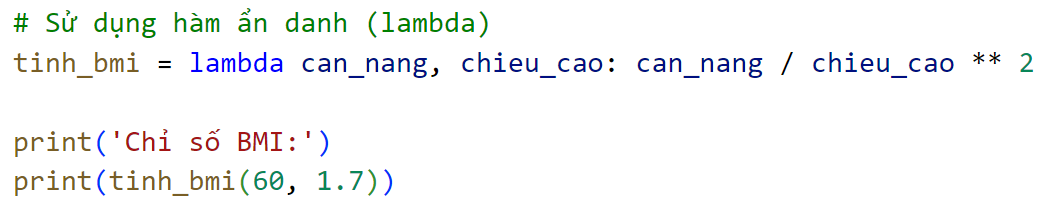 # Sử dụng hàm ẩn danh (lambda)
tinh_bmi = lambda can_nang, chieu_cao: can_nang / chieu_cao ** 2
print('Chỉ số BMI:')
print(tinh_bmi(60, 1.7))